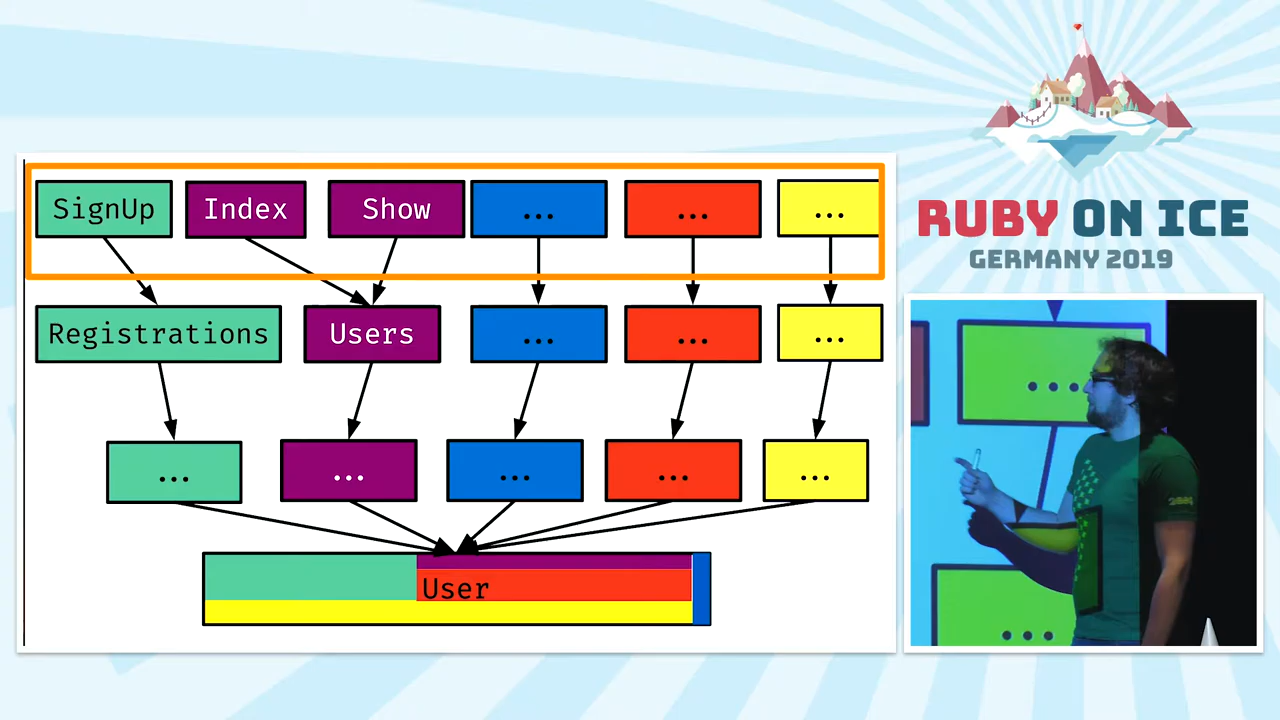 RUBY ON ICE
GERMANY 2019
SignUp
Index
Show
...
...
...
Registrations
Users
...
...
...
...
...
...
...
...
User